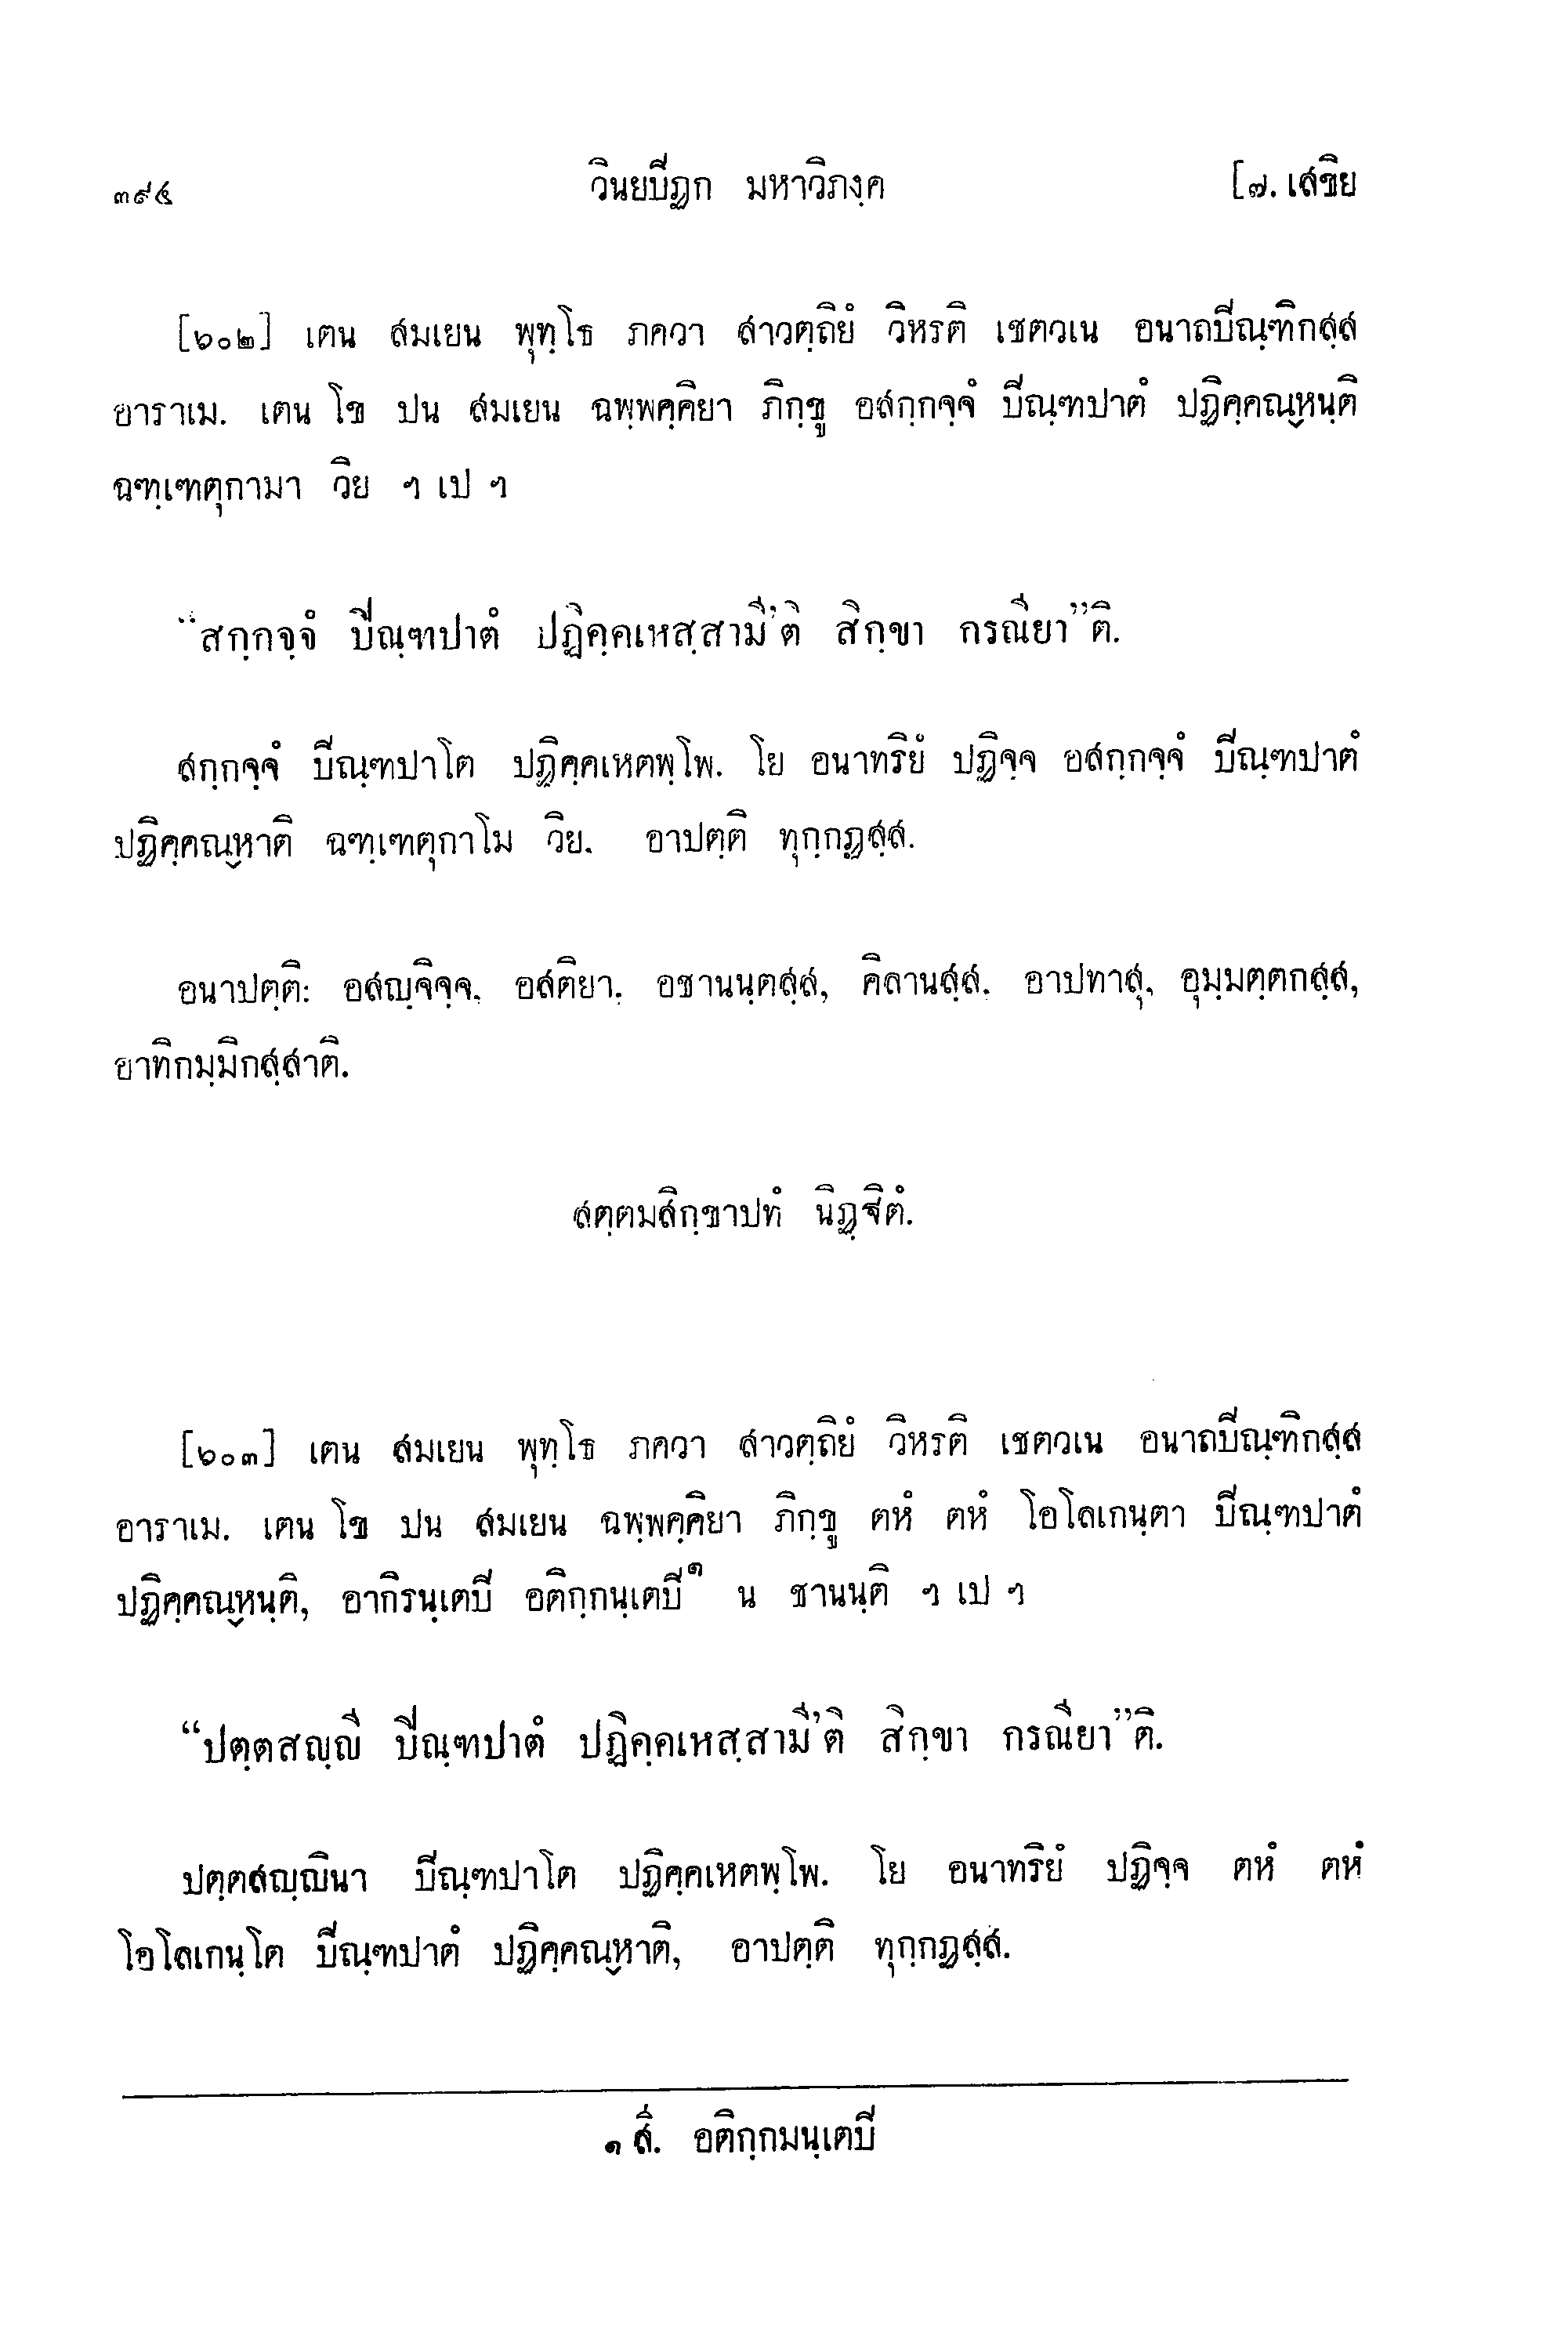 ๓๙๔ วินยปิฏก มหาวิภงฺค [๗. เสขิย
[๖๐๒] เตน สมเยน พุทฺโธ ภควา สาวตฺถิยํ วิหรติ เชตวเน อนาถปิณฺฑิกสฺส
อาราเม. เตน โข ปน สมเยน ฉพฺพคฺคิยา ภิกฺขู อสกฺกจฺจํ ปิณฺฑปาตํ ปฏิคฺคณฺหนฺติ
ฉฑฺเฑตุกามา วิย ฯ เป ฯ
“สกฺกจฺจํ ปิณฺฑปาตํ ปฏิคฺคเหสฺสามี’ติ สิกฺขา กรณียา”ติ.
สกฺกจฺจํ ปิณฺฑปาโต ปฏิคฺคเหตพฺโพ. โย อนาทริยํ ปฏิจฺจ อสกฺกจฺจํ ปิณฺฑปาตํ
ปฏิคฺคณฺหาติ ฉฑฺเฑตุกาโม วิย, อาปตฺติ ทุกฺกฏสฺส.
อนาปตฺติ: อสญฺจิจฺจ, อสติยา, อชานนฺตสฺส, คิลานสฺส, อาปทาสุ, อุมฺมตฺตกสฺส,
อาทิกมฺมิกสฺสาติ.
สตฺตมสิกฺขาปทํ นิฏฺฐิตํ.
[๖๐๓] เตน สมเยน พุทฺโธ ภควา สาวตฺถิยํ วิหรติ เชตวเน อนาถปิณฺฑิกสฺส
อาราเม. เตน โข ปน สมเยน ฉพฺพคฺคิยา ภิกฺขู ตหํ ตหํ โอโลเกนฺตา ปิณฺฑปาตํ
ปฏิคฺคณฺหนฺติ, อากิรนฺเตปิ อติกฺกนฺเตปิ๑ น ชานนฺติ ฯ เป ฯ
“ปตฺตสญฺญี ปิณฺฑปาตํ ปฏิคฺคเหสฺสามี’ติ สิกฺขา กรณียา”ติ.
ปตฺตสญฺญินา ปิณฺฑปาโต ปฏิคฺคเหตพฺโพ. โย อนาทริยํ ปฏิจฺจ ตหํ ตหํ
โอโลเกนฺโต ปิณฺฑปาตํ ปฏิคฺคณฺหาติ, อาปตฺติ ทุกฺกฏสฺส.
๑ สี. อติกฺกมนฺเตปิ